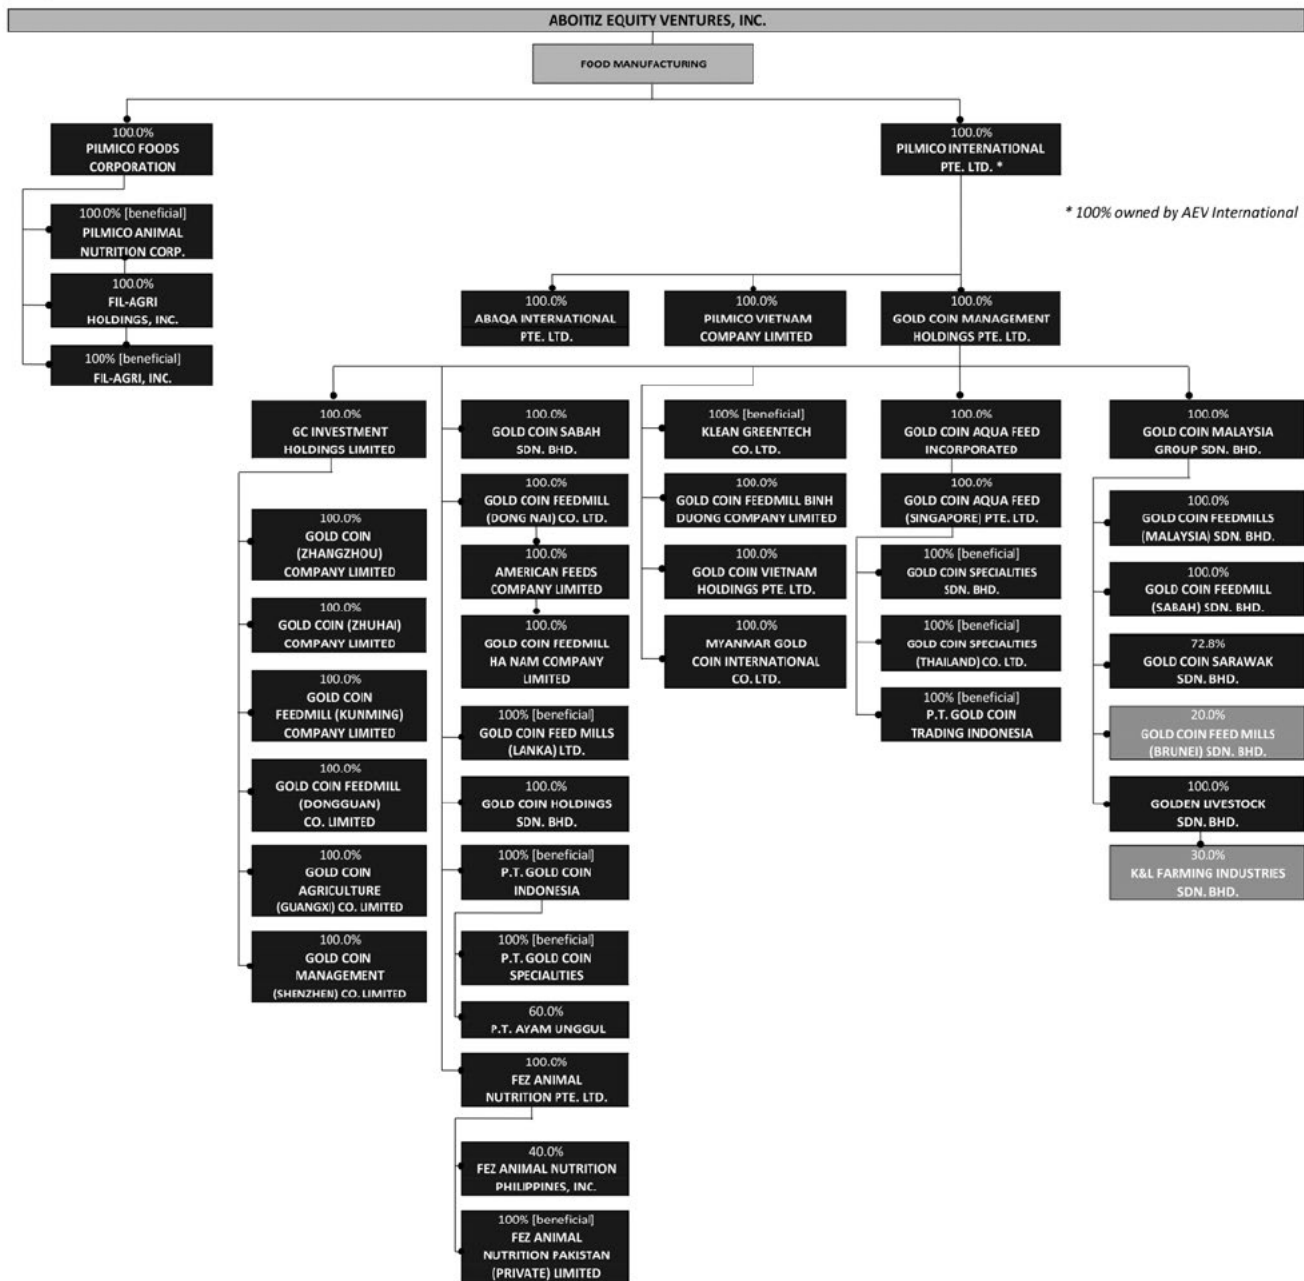 ABOITIZ EQUITY VENTURES, INC.
FOOD MANUFACTURING
100.0%
PILMICO FOODS
CORPORATION
100.0% [beneficial]
PILMICO ANIMAL
NUTRITION CORP.
100.0%
FIL-AGRI
HOLDINGS, INC.
100% [beneficial]
FIL-AGRI, INC.
100.0%
PILMICO INTERNATIONAL
PTE. LTD. *
* 100% owned by AEV International
100.0%
ABAQA INTERNATIONAL
PTE. LTD.
100.0%
PILMICO VIETNAM
COMPANY LIMITED
100.0%
GOLD COIN MANAGEMENT
HOLDINGS PTE. LTD.
100.0%
GC INVESTMENT
HOLDINGS LIMITED
100.0%
GOLD COIN
(ZHANGZHOU)
COMPANY LIMITED
100.0%
GOLD COIN (ZHUHAI)
COMPANY LIMITED
100.0%
GOLD COIN
FEEDMILL (KUNMING)
COMPANY LIMITED
100.0%
GOLD COIN FEEDMILL
(DONGGUAN)
CO. LIMITED
100.0%
GOLD COIN
AGRICULTURE
(GUANGXI) CO. LIMITED
100.0%
GOLD COIN
MANAGEMENT
(SHENZHEN) CO. LIMITED
100.0%
GOLD COIN SABAH
SDN. BHD.
100.0%
GOLD COIN FEEDMILL
(DONG NAI) CO. LTD.
100.0%
AMERICAN FEEDS
COMPANY LIMITED
100.0%
GOLD COIN FEEDMILL
HA NAM COMPANY
LIMITED
100% [beneficial]
GOLD COIN FEED MILLS
(LANKA) LTD.
100.0%
GOLD COIN HOLDINGS
SDN. BHD.
100% [beneficial]
P.T. GOLD COIN
INDONESIA
100% [beneficial]
P.T. GOLD COIN
SPECIALITIES
60.0%
P.T. AYAM UNGGUL
100.0%
FEZ ANIMAL
NUTRITION PTE. LTD.
40.0%
FEZ ANIMAL NUTRITION
PHILIPPINES, INC.
100% [beneficial]
FEZ ANIMAL
NUTRITION PAKISTAN
(PRIVATE) LIMITED
100% [beneficial]
KLEAN GREENTECH
CO. LTD.
100.0%
GOLD COIN FEEDMILL BINH
DUONG COMPANY LIMITED
100.0%
GOLD COIN VIETNAM
HOLDINGS PTE. LTD.
100.0%
MYANMAR GOLD
COIN INTERNATIONAL
CO. LTD.
100.0%
GOLD COIN AQUA FEED
INCORPORATED
100.0%
GOLD COIN AQUA FEED
(SINGAPORE) PTE. LTD.
100% [beneficial]
GOLD COIN SPECIALITIES
SDN. BHD.
100% [beneficial]
GOLD COIN SPECIALITIES
(THAILAND) CO. LTD.
100% [beneficial]
P.T. GOLD COIN
TRADING INDONESIA
100.0%
GOLD COIN MALAYSIA
GROUP SDN. BHD.
100.0%
GOLD COIN FEEDMILLS
(MALAYSIA) SDN. BHD.
100.0%
GOLD COIN FEEDMILL
(SABAH) SDN. BHD.
72.8%
GOLD COIN SARAWAK
SDN. BHD.
20.0%
GOLD COIN FEED MILLS
(BRUNEI) SDN. BHD.
100.0%
GOLDEN LIVESTOCK
SDN. BHD.
30.0%
K&L FARMING INDUSTRIES
SDN. BHD.